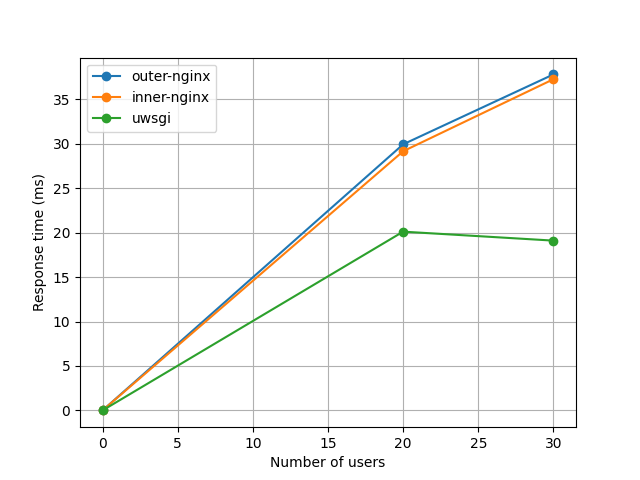 outer-nginx
inner-nginx
uwsgi
Response time (ms)
35
30
25
20
15
10
5
0
0 5 10 15 20 25 30
Number of users